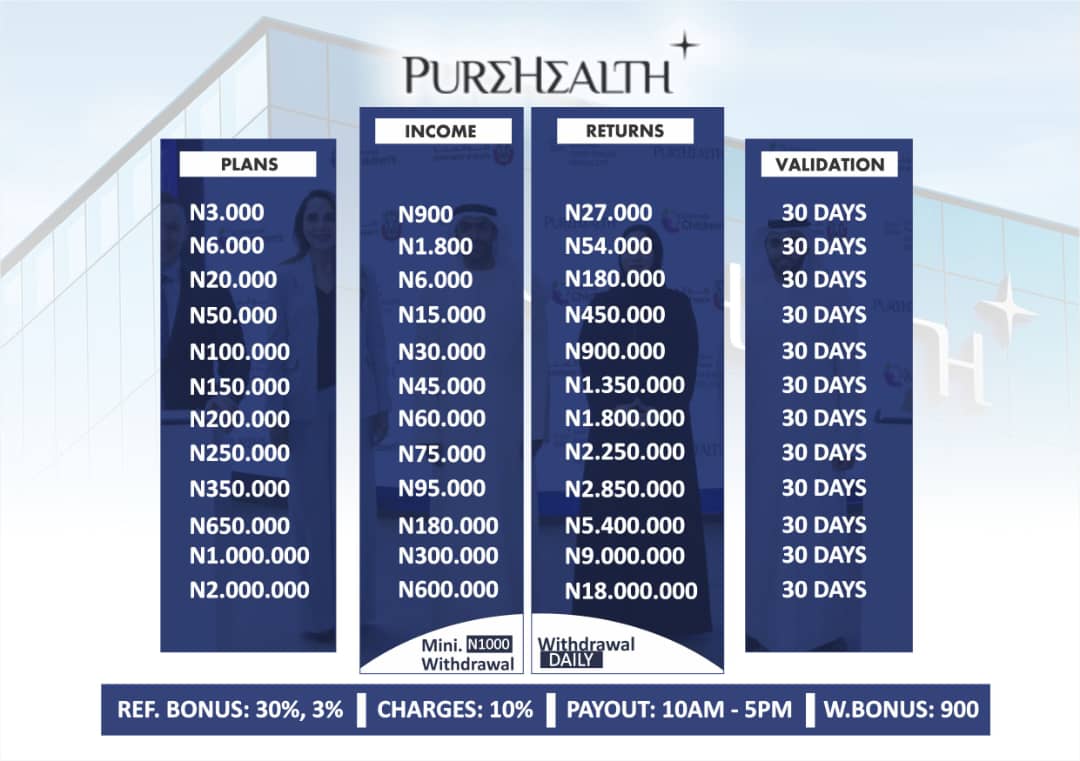 PUREHEALTH
PLANS INCOME RETURNS VALIDATION
N3.000 N900 N27.000 30 DAYS
N6.000 N1.800 N54.000 30 DAYS
N20.000 N6.000 N180.000 30 DAYS
N50.000 N15.000 N450.000 30 DAYS
N100.000 N30.000 N900.000 30 DAYS
N150.000 N45.000 N1.350.000 30 DAYS
N200.000 N60.000 N1.800.000 30 DAYS
N250.000 N75.000 N2.250.000 30 DAYS
N350.000 N95.000 N2.850.000 30 DAYS
N650.000 N180.000 N5.400.000 30 DAYS
N1.000.000 N300.000 N9.000.000 30 DAYS
N2.000.000 N600.000 N18.000.000 30 DAYS
Mini. N1000 Withdrawal
Withdrawal DAILY
REF. BONUS: 30%, 3% CHARGES: 10% PAYOUT: 10AM - 5PM W.BONUS: 900